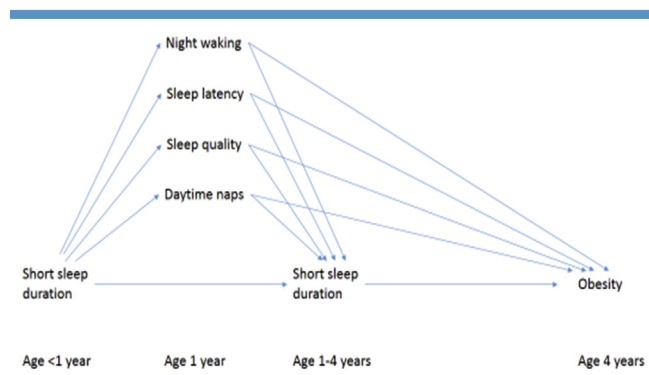 Night waking
Sleep latency
Sleep quality
Daytime naps
Short sleep
duration
Short sleep
duration
Obesity
Age <1 year
Age 1 year
Age 1-4 years
Age 4 years